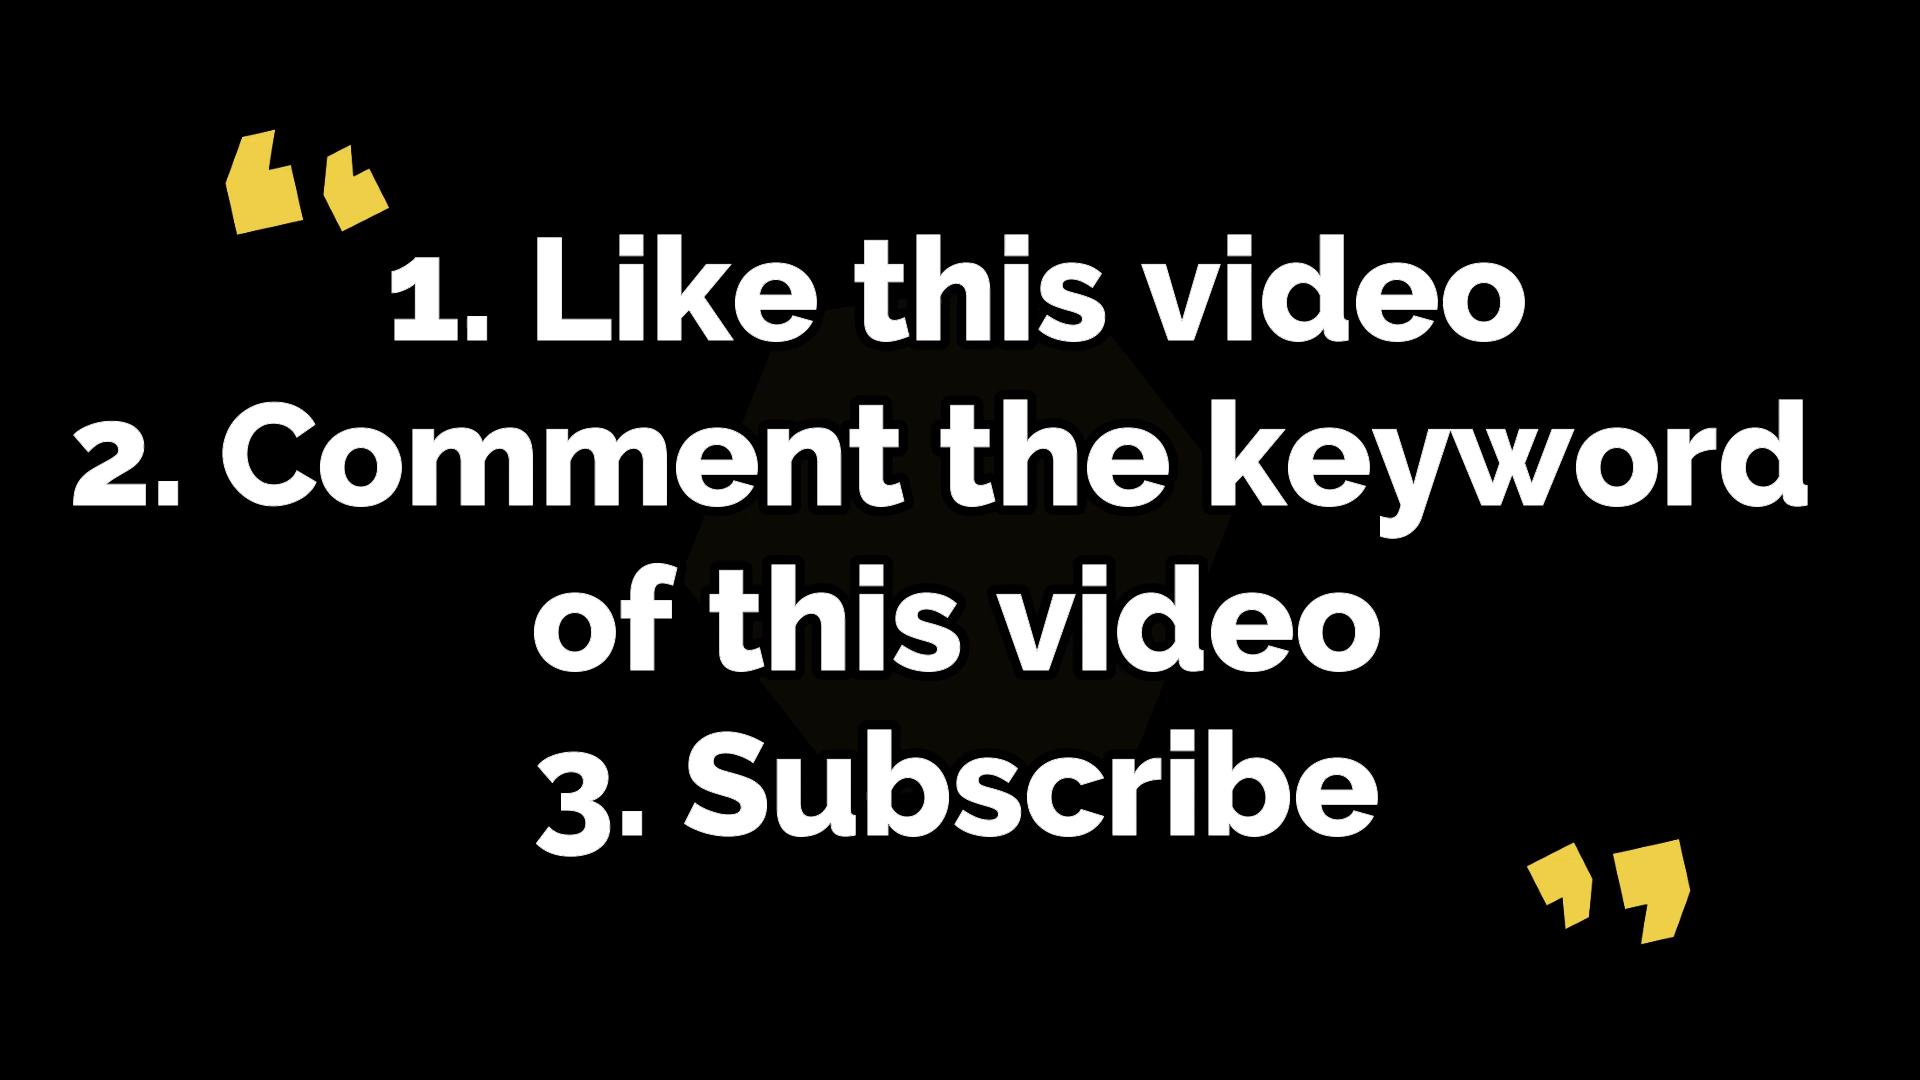 1. Like this video
2. Comment the keyword
of this video
3. Subscribe